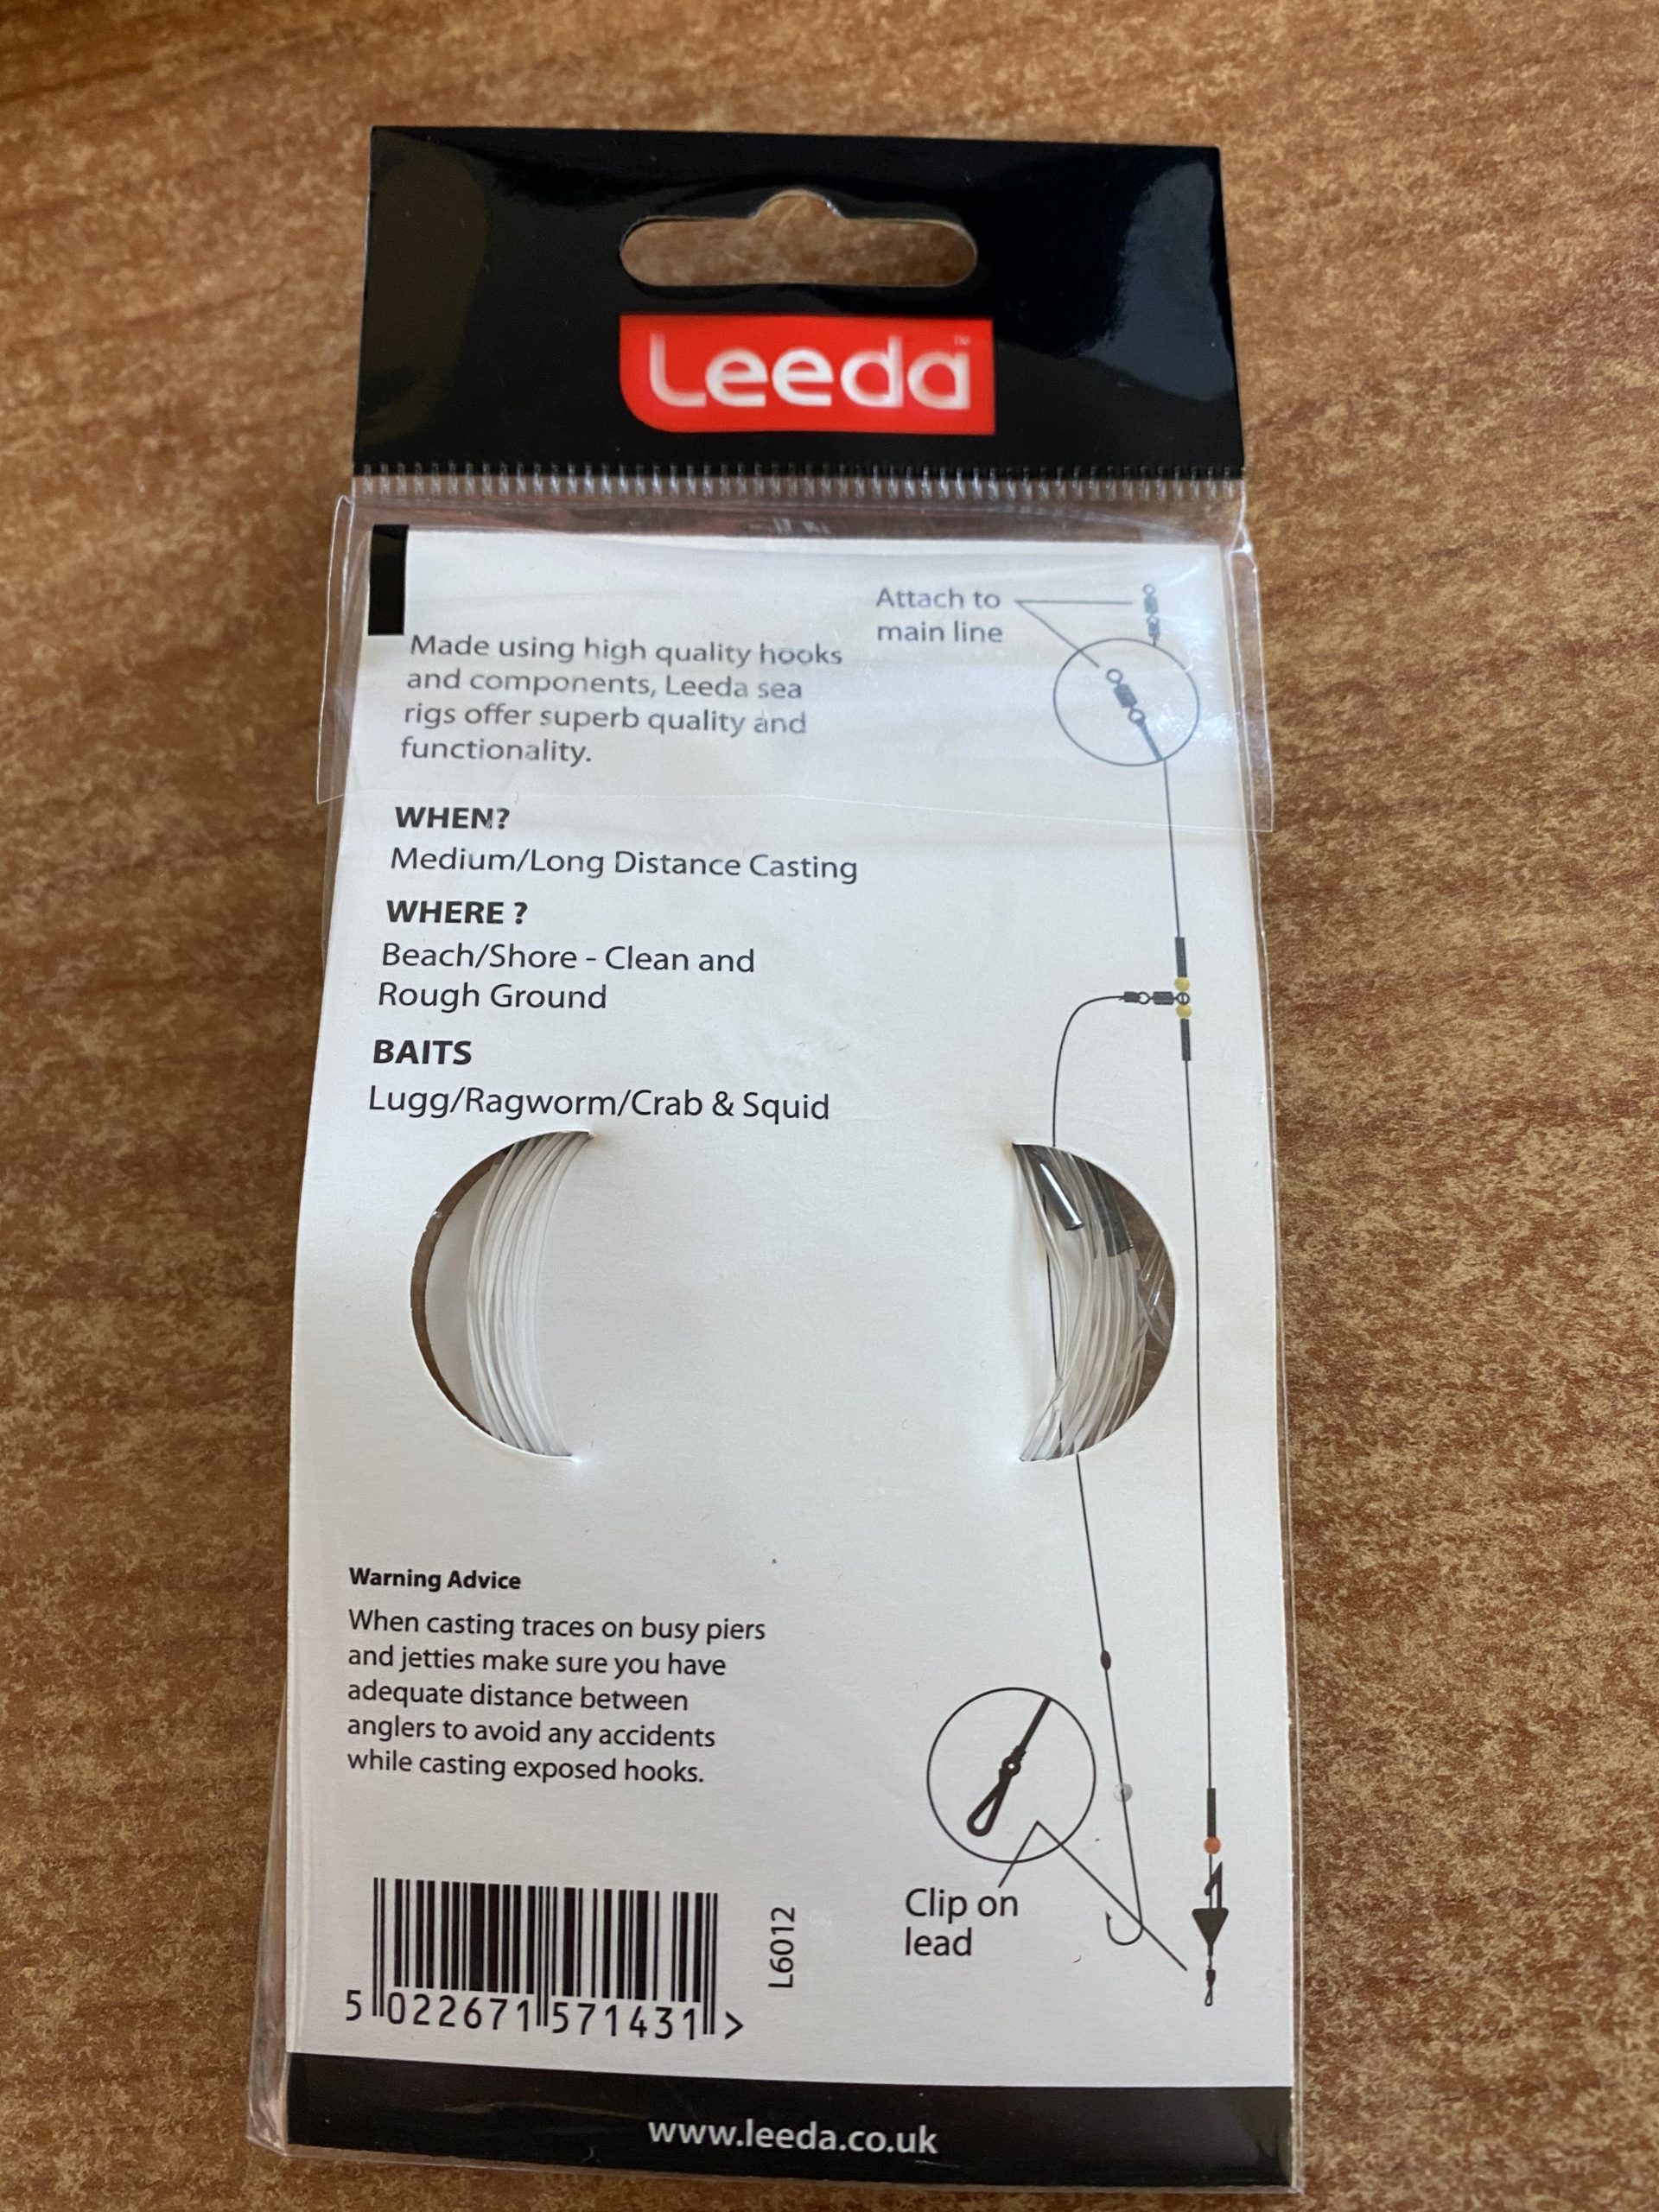 Leeda™
Attach to
main line
Made using high quality hooks
and components, Leeda sea
rigs offer superb quality and
functionality.
WHEN?
Medium/Long Distance Casting
WHERE ?
Beach/Shore - Clean and
Rough Ground
BAITS
Lugg/Ragworm/Crab & Squid
Warning Advice
When casting traces on busy piers
and jetties make sure you have
adequate distance between
anglers to avoid any accidents
while casting exposed hooks.
Clip on
lead
L6012
5 022671 571431 >
www.leeda.co.uk